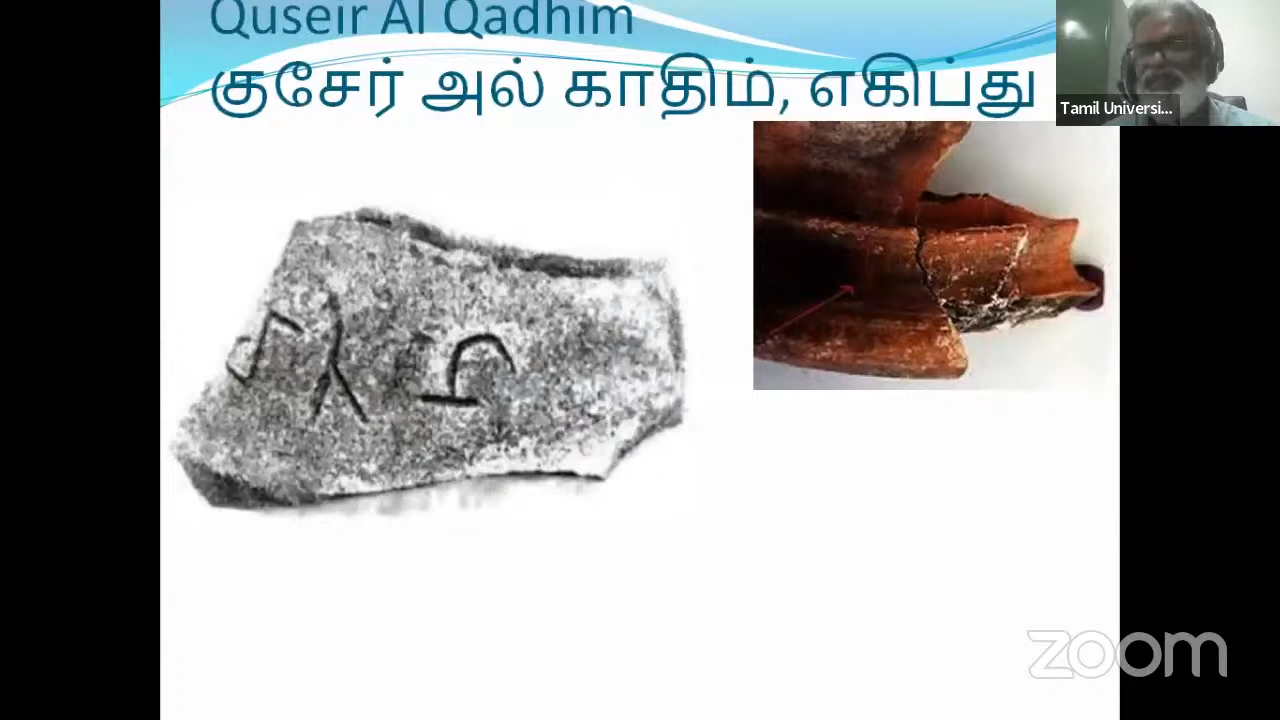 Quseir Al Qadhim
குசேர் அல் காதிம், எகிப்து
Tamil Universi...
zoom